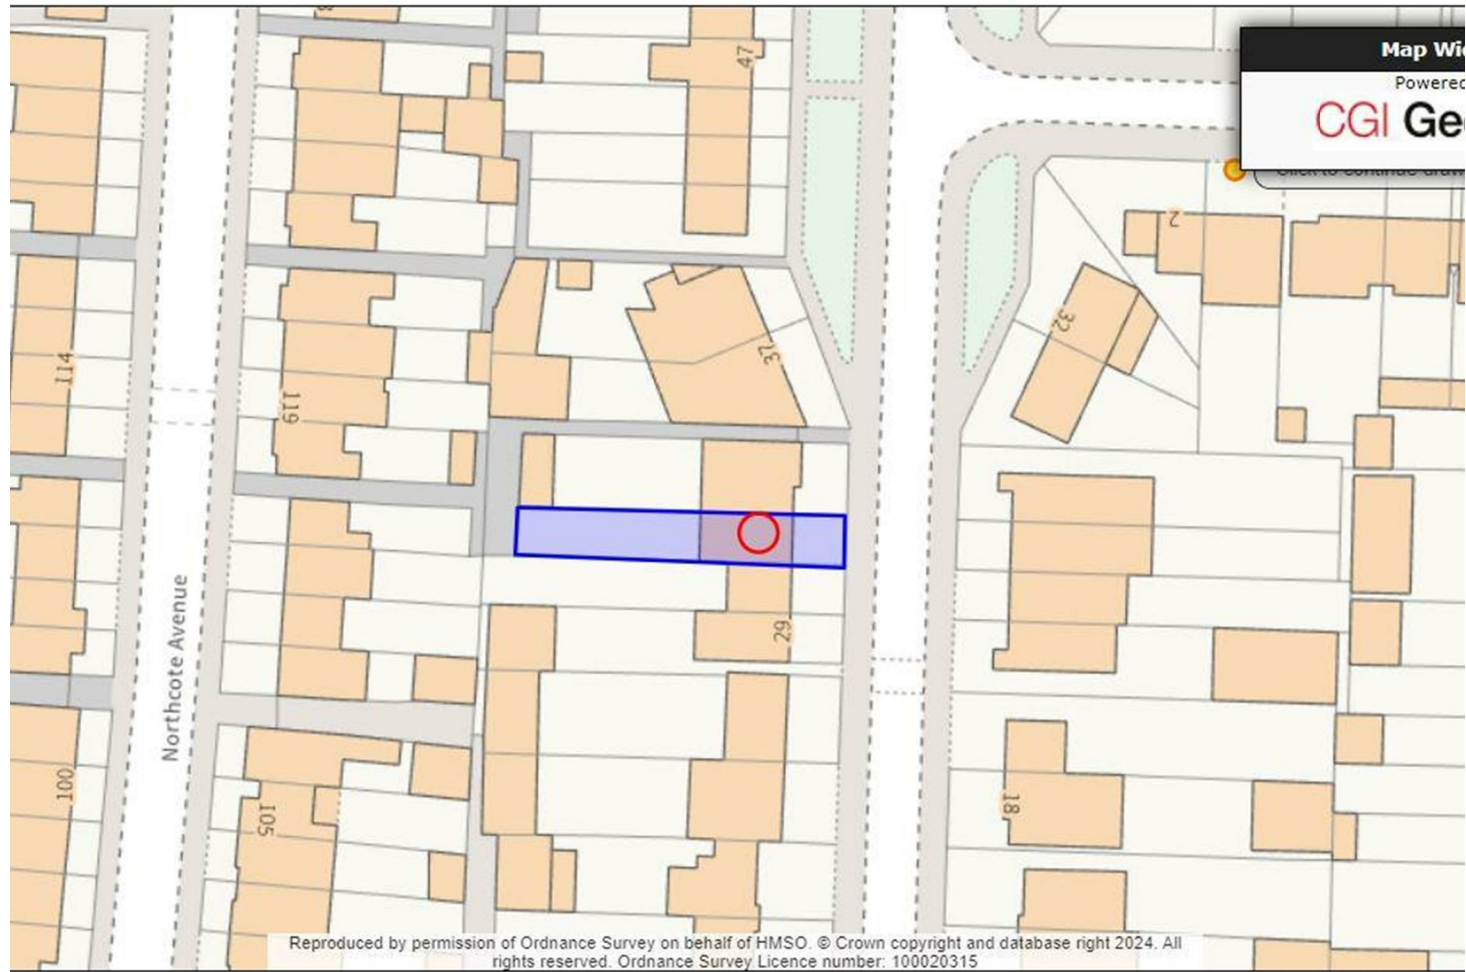 47
Map Wi
Powered
CGI Ge
2
32
37
114
119
29
Northcote Avenue
100
105
18
Reproduced by permission of Ordnance Survey on behalf of HMSO. © Crown copyright and database right 2024. All
rights reserved. Ordnance Survey Licence number: 100020315